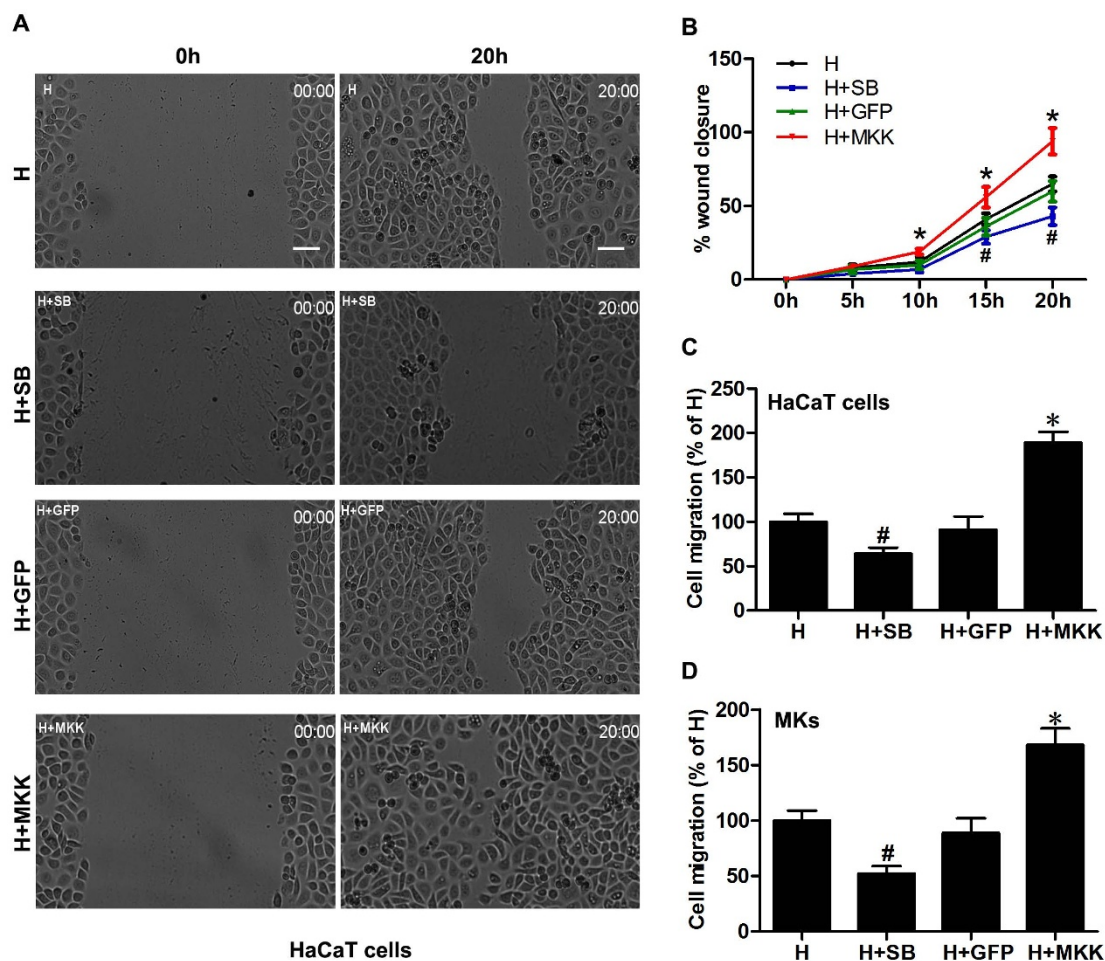 A
0h
20h
H
H
00:00
H
20:00
H+SB
H+SB
00:00
H+SB
20:00
H+GFP
H+GFP
00:00
H+GFP
20:00
H+MKK
H+MKK
00:00
H+MKK
20:00
HaCaT cells
B
H
H+SB
H+GFP
H+MKK
% wound closure
150
100
50
0
0h
5h
10h
15h
20h
*
*
*
#
#
C
HaCaT cells
Cell migration (% of H)
250
200
150
100
50
0
#
*
H
H+SB
H+GFP
H+MKK
D
MKs
Cell migration (% of H)
200
150
100
50
0
#
*
H
H+SB
H+GFP
H+MKK